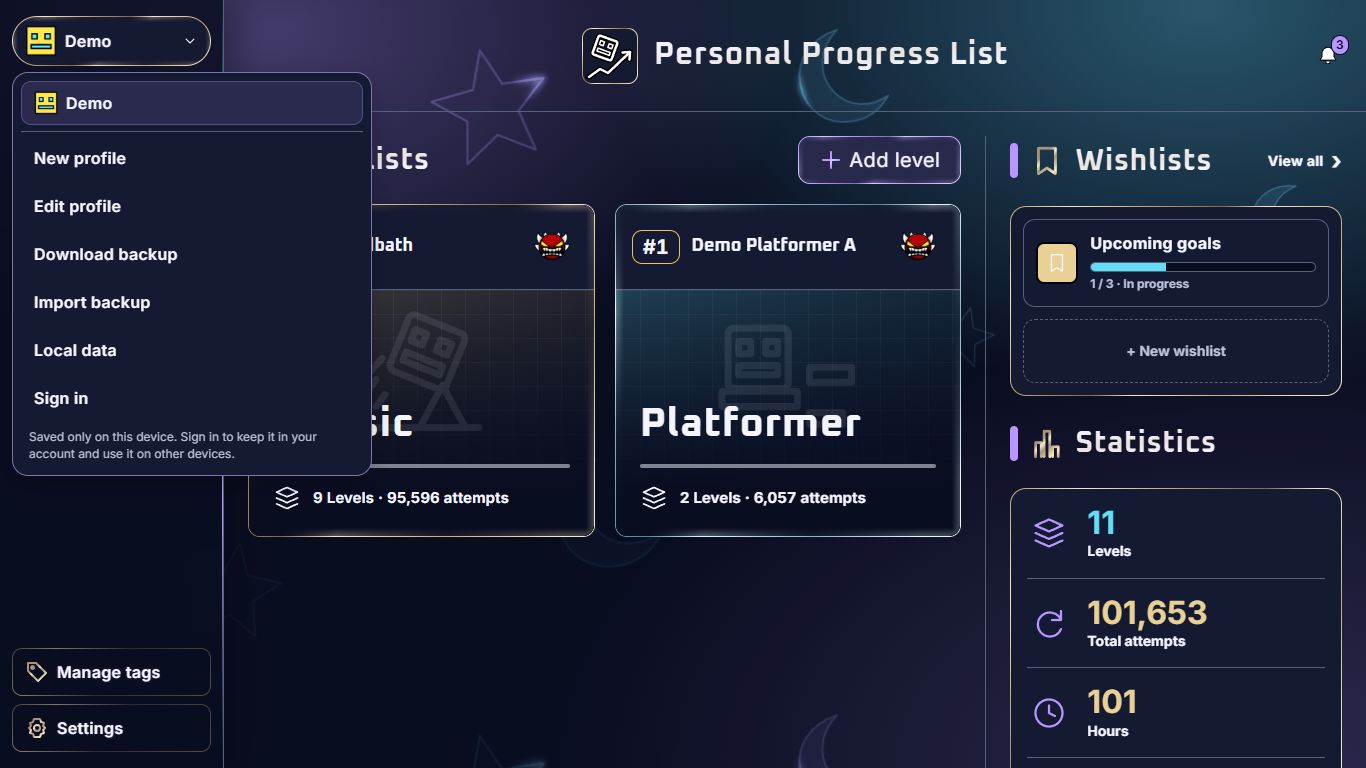 Demo
Personal Progress List
3
Demo
New profile
Edit profile
Download backup
Import backup
Local data
Sign in
Saved only on this device. Sign in to keep it in your
account and use it on other devices.
Manage tags
Settings
Add level
#1
Demo Platformer A
9 Levels · 95,596 attempts
Platformer
2 Levels · 6,057 attempts
Wishlists
View all
Upcoming goals
1 / 3 · In progress
+ New wishlist
Statistics
11
Levels
101,653
Total attempts
101
Hours